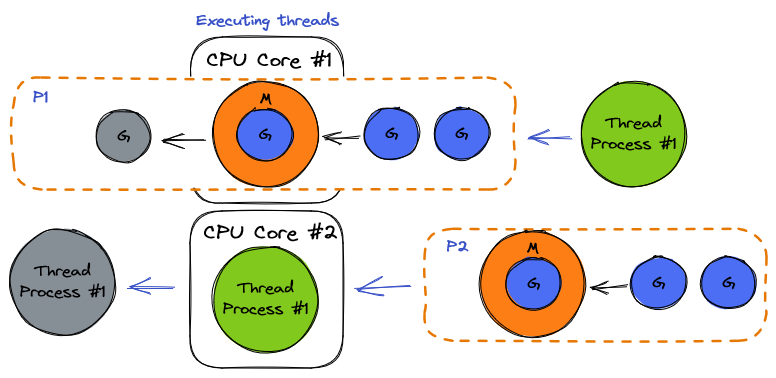 Executing threads
CPU Core #1
P1
M
G
G
G
G
Thread
Process #1
CPU Core #2
P2
M
Thread
Process #1
Thread
Process #1
G
G
G